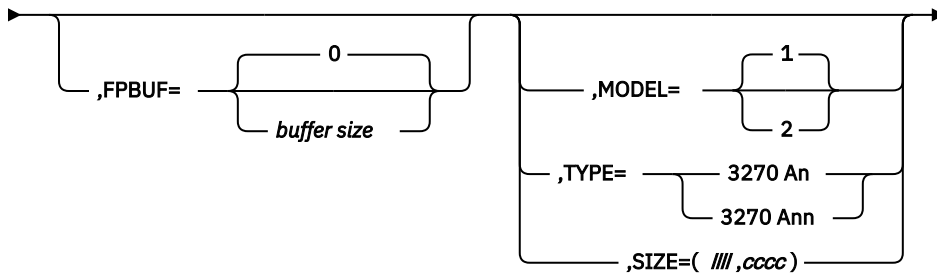 0
,FPBUF=
buffer size
1
,MODEL=
2
,TYPE= 3270 An
3270 Ann
,SIZE=( llll ,cccc )